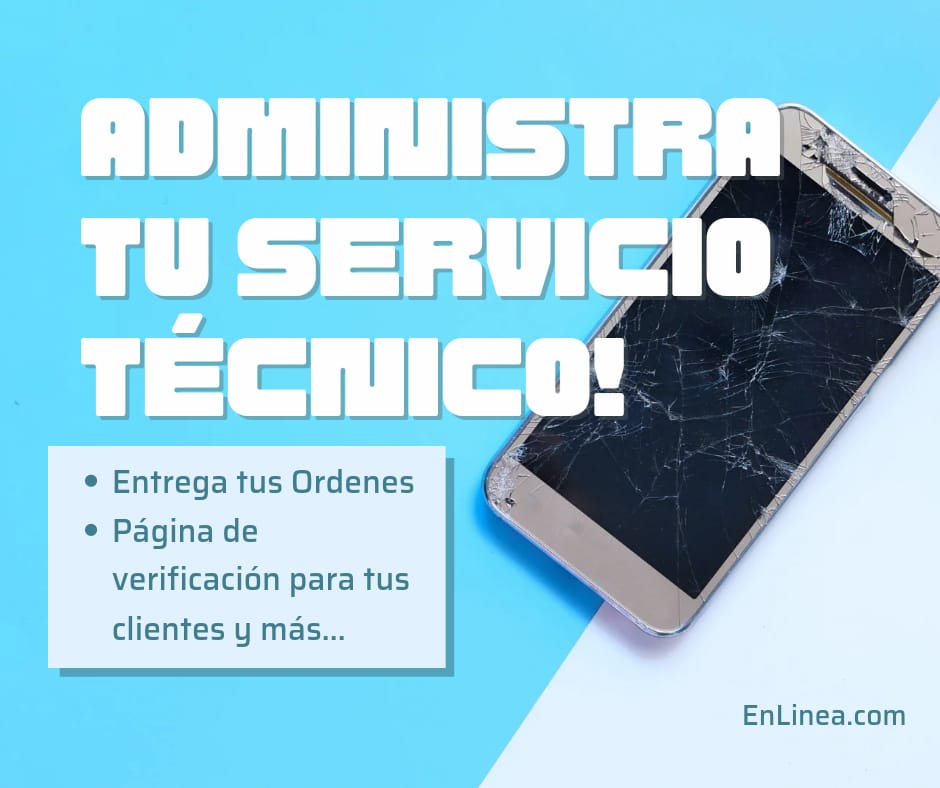 ADMINISTRA
TU SERVICIO
TÉCNICO!
• Entrega tus Ordenes
• Página de
verificación para tus
clientes y más...
EnLinea.com